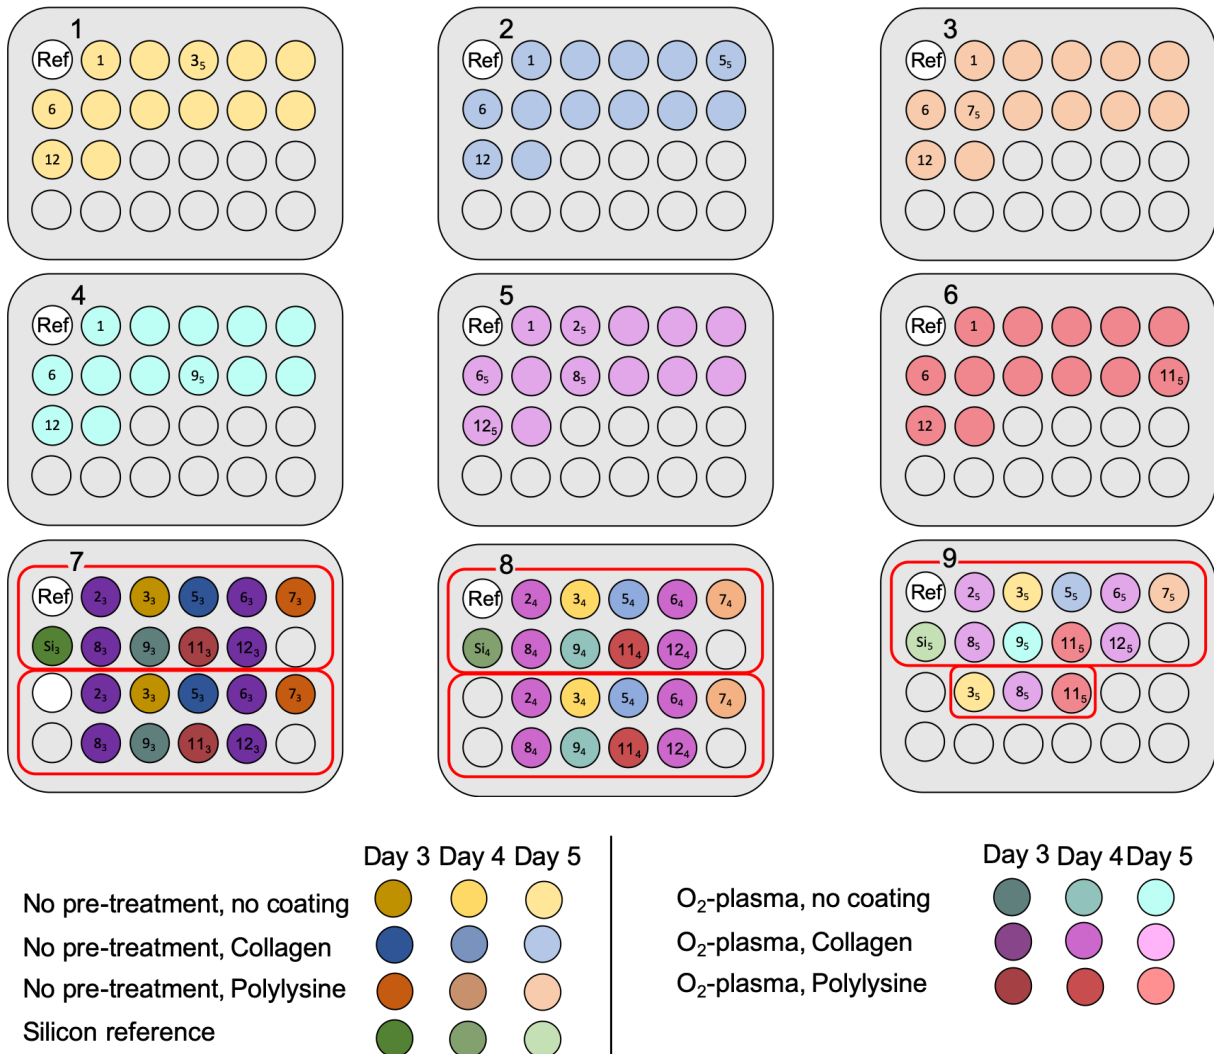 1
Ref 1 3₅
6
12
2
Ref 1 5₅
6
12
3
Ref 1
6 7₅
12
4
Ref 1
6 9₅
12
5
Ref 1 2₅
6₅ 8₅
12₅
6
Ref 1
6 11₅
12
7
Ref 2₃ 3₃ 5₃ 6₃ 7₃
Si₃ 8₃ 9₃ 11₃ 12₃
2₃ 3₃ 5₃ 6₃ 7₃
8₃ 9₃ 11₃ 12₃
8
Ref 2₄ 3₄ 5₄ 6₄ 7₄
Si₄ 8₄ 9₄ 11₄ 12₄
2₄ 3₄ 5₄ 6₄ 7₄
8₄ 9₄ 11₄ 12₄
9
Ref 2₅ 3₅ 5₅ 6₅ 7₅
Si₅ 8₅ 9₅ 11₅ 12₅
3₅ 8₅ 11₅
Day 3 Day 4 Day 5
No pre-treatment, no coating
No pre-treatment, Collagen
No pre-treatment, Polylysine
Silicon reference
Day 3 Day 4 Day 5
O₂-plasma, no coating
O₂-plasma, Collagen
O₂-plasma, Polylysine